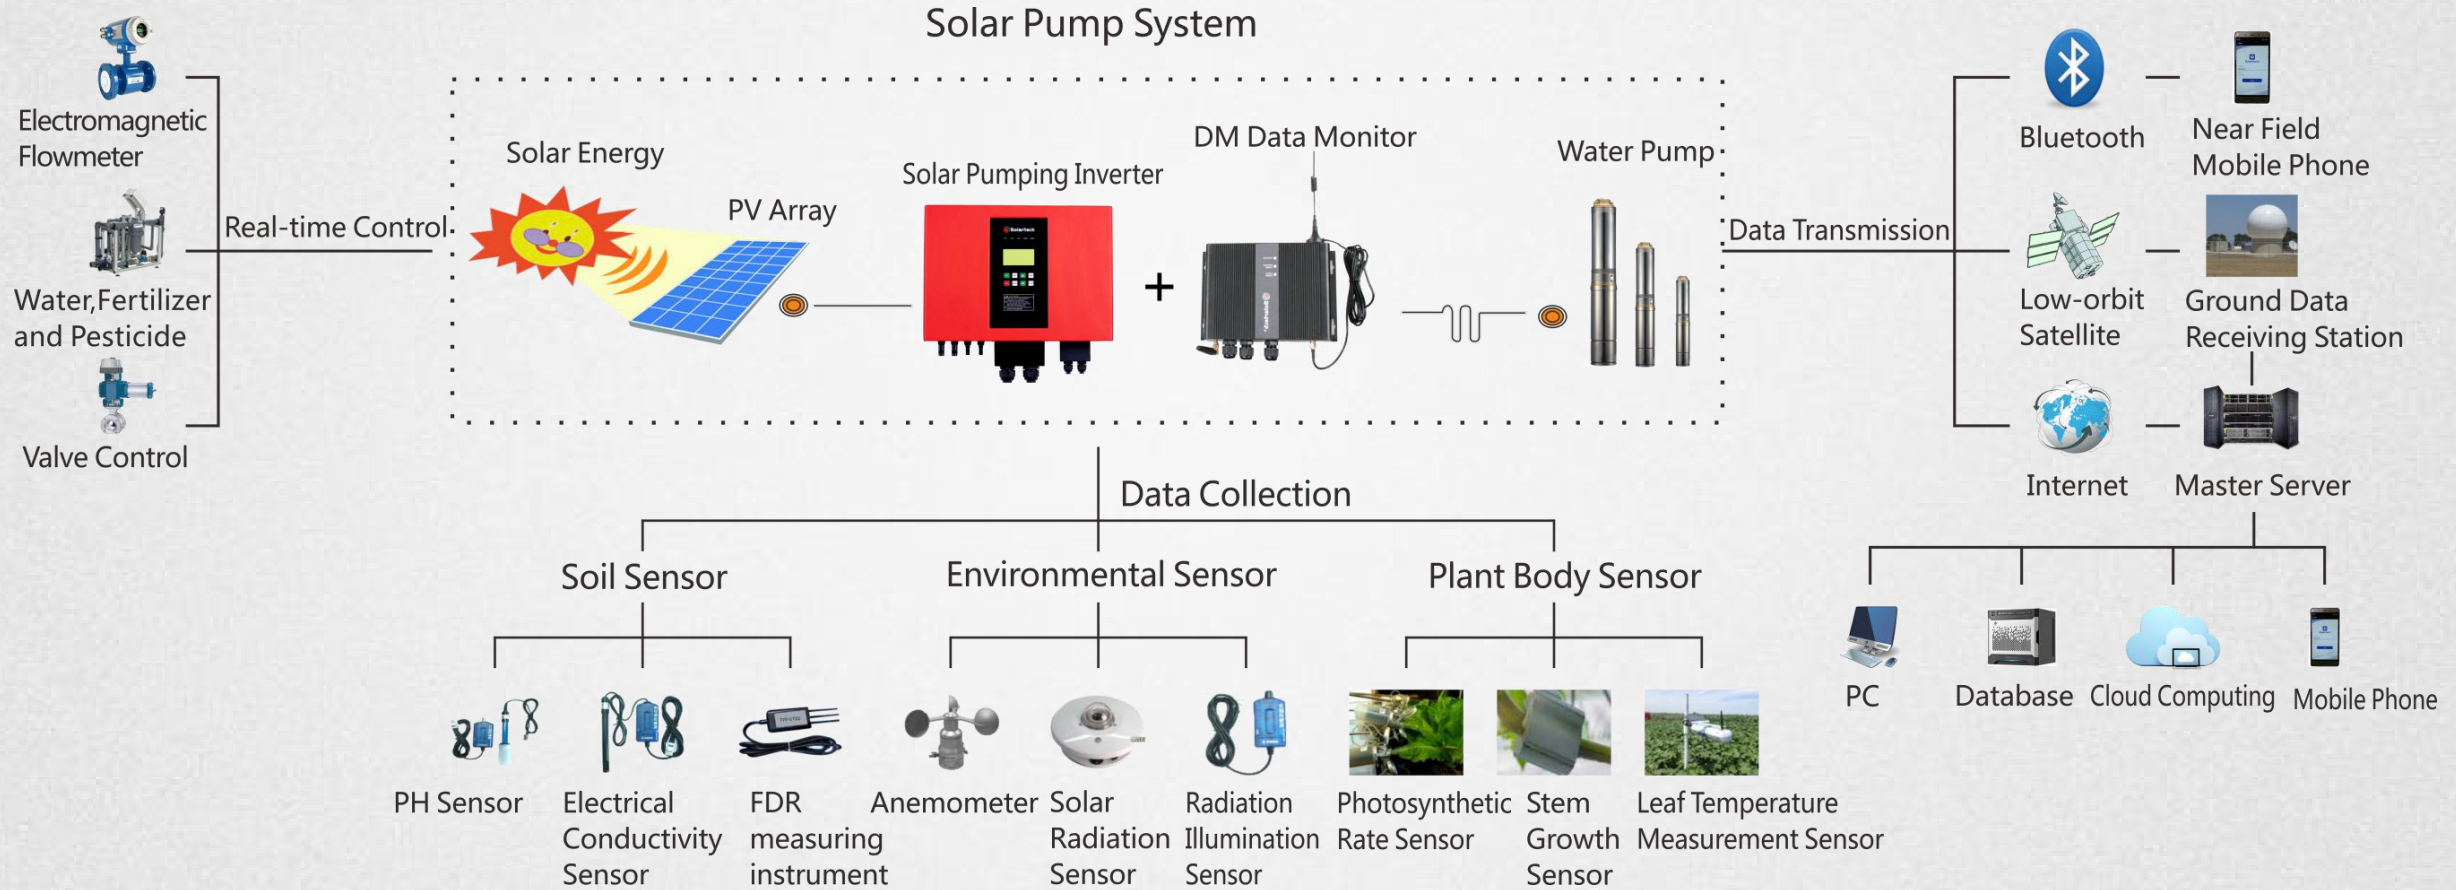 Solar Pump System
Electromagnetic
Flowmeter
Water,Fertilizer
and Pesticide
Valve Control
Real-time Control
Solar Energy
PV Array
Solar Pumping Inverter
Solartech
DM Data Monitor
Water Pump
Data Transmission
Bluetooth
Near Field
Mobile Phone
Low-orbit
Satellite
Ground Data
Receiving Station
Internet
Master Server
PC
Database
Cloud Computing
Mobile Phone
Data Collection
Soil Sensor
Environmental Sensor
Plant Body Sensor
PH Sensor
Electrical
Conductivity
Sensor
FDR
measuring
instrument
Anemometer
Solar
Radiation
Sensor
Radiation
Illumination
Sensor
Photosynthetic
Rate Sensor
Stem
Growth
Sensor
Leaf Temperature
Measurement Sensor